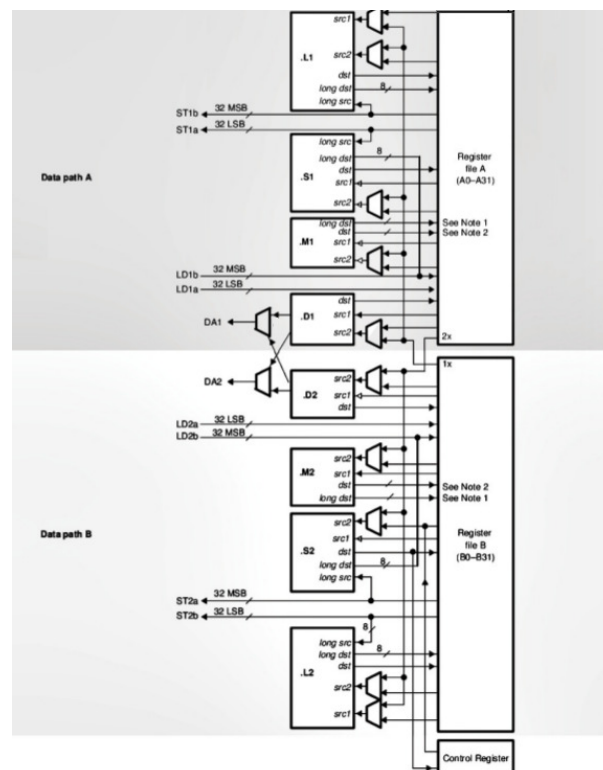 src1
src2
.L1
dst
long dst
8
long src
ST1b
32 MSB
ST1a
32 LSB
long src
8
long dst
.S1
dst
src1
src2
Data path A
Register
file A
(A0–A31)
long dst
See Note 1
.M1
dst
See Note 2
src1
src2
LD1b
32 MSB
LD1a
32 LSB
dst
.D1
src1
DA1
src2
2x
1x
DA2
src2
.D2
src1
dst
LD2a
32 LSB
LD2b
32 MSB
src2
.M2
src1
dst
See Note 2
long dst
See Note 1
src2
src1
.S2
dst
long dst
8
long src
Data path B
Register
file B
(B0–B31)
ST2a
32 MSB
ST2b
32 LSB
8
long src
long dst
8
dst
.L2
src2
src1
Control Register